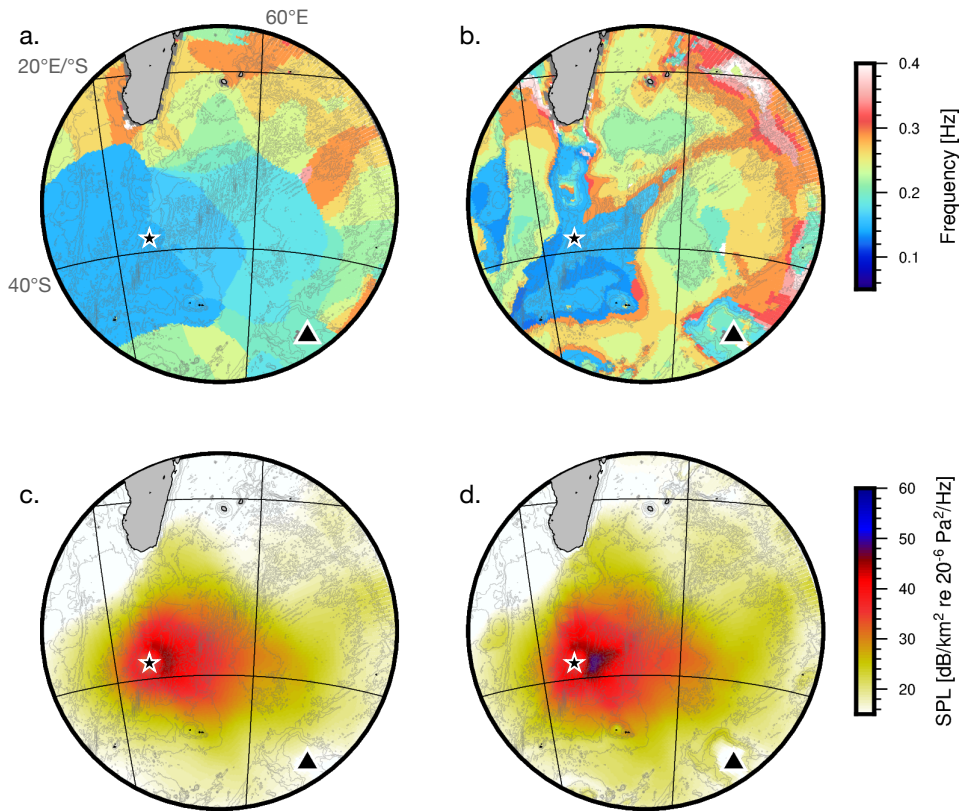 a.
60°E
b.
20°E/°S
40°S
0.4
0.3
0.2
0.1
Frequency [Hz]
c.
d.
60
50
40
30
20
SPL [dB/km² re 20⁻⁶ Pa²/Hz]